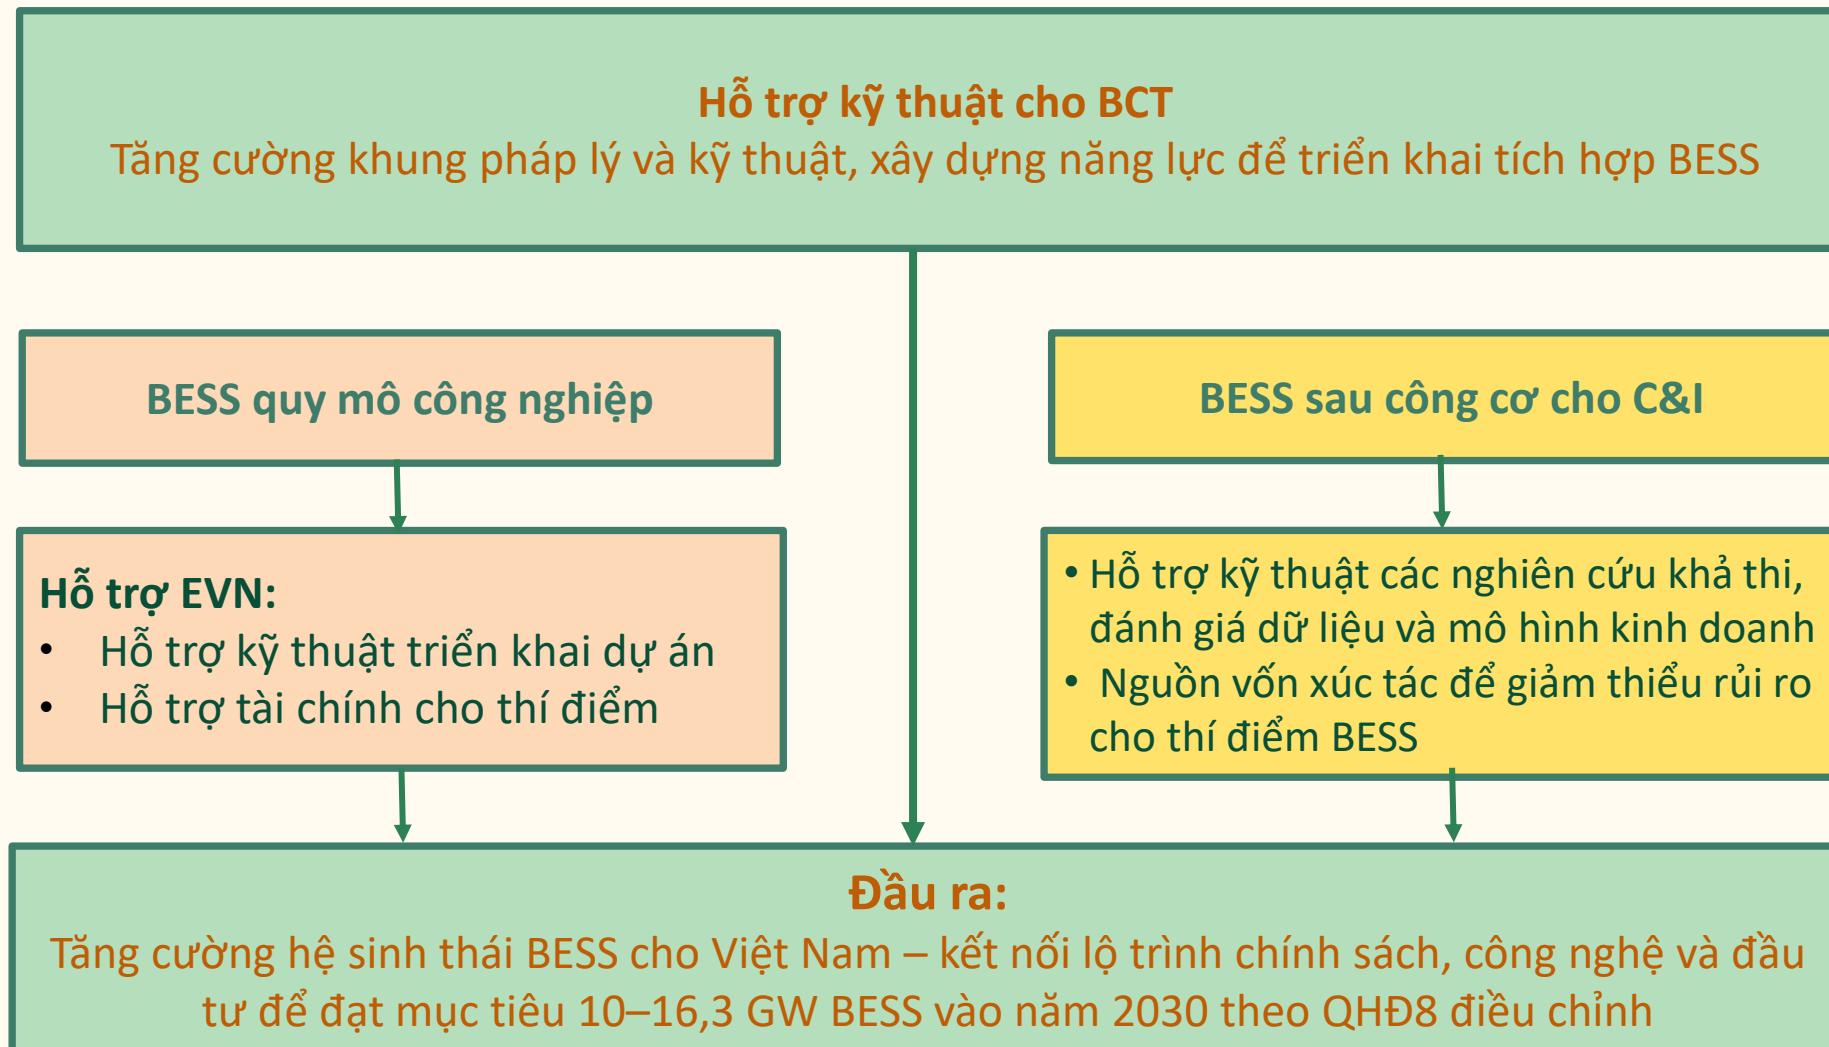 Hỗ trợ kỹ thuật cho BCT
Tăng cường khung pháp lý và kỹ thuật, xây dựng năng lực để triển khai tích hợp BESS
BESS quy mô công nghiệp
BESS sau công cơ cho C&I
Hỗ trợ EVN:
• Hỗ trợ kỹ thuật triển khai dự án
• Hỗ trợ tài chính cho thí điểm
• Hỗ trợ kỹ thuật các nghiên cứu khả thi,
đánh giá dữ liệu và mô hình kinh doanh
• Nguồn vốn xúc tác để giảm thiểu rủi ro
cho thí điểm BESS
Đầu ra:
Tăng cường hệ sinh thái BESS cho Việt Nam – kết nối lộ trình chính sách, công nghệ và đầu
tư để đạt mục tiêu 10–16,3 GW BESS vào năm 2030 theo QHĐ8 điều chỉnh